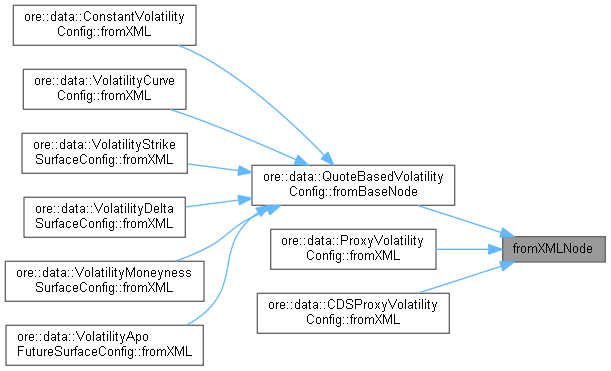 ore::data::ConstantVolatility
Config::fromXML
ore::data::VolatilityCurve
Config::fromXML
ore::data::VolatilityStrike
SurfaceConfig::fromXML
ore::data::VolatilityDelta
SurfaceConfig::fromXML
ore::data::VolatilityMoneyness
SurfaceConfig::fromXML
ore::data::VolatilityApo
FutureSurfaceConfig::fromXML
ore::data::QuoteBasedVolatility
Config::fromBaseNode
ore::data::ProxyVolatility
Config::fromXML
ore::data::CDSProxyVolatility
Config::fromXML
fromXMLNode